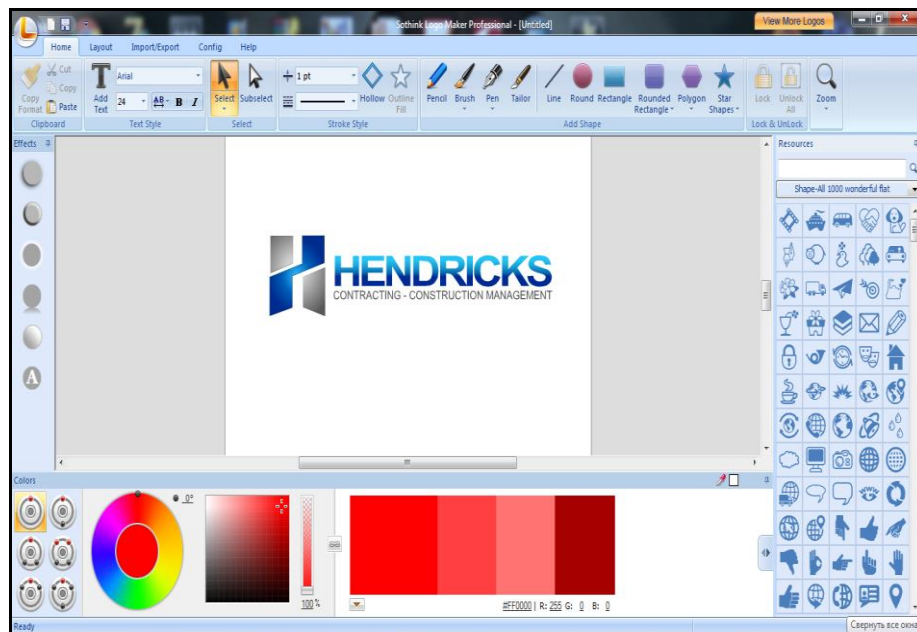 Sothink Logo Maker Professional - [Untitled]
View More Logos
Home Layout Import/Export Config Help
Cut
Copy
Copy Format
Paste
Clipboard
Add Text
Arial
24
AB B I
Text Style
Select Subselect
Select
1 pt
Hollow Outline Fill
Stroke Style
Pencil Brush Pen Tailor Line Round Rectangle Rounded Rectangle Polygon Star Shapes
Add Shape
Lock Unlock All
Lock & UnLock
Zoom
Effects
A
HENDRICKS
CONTRACTING - CONSTRUCTION MANAGEMENT
Resources
Shape-All 1000 wonderful flat
Colors
0°
100 %
#FF0000 | R: 255 G: 0 B: 0
Ready
Свернуть все окна